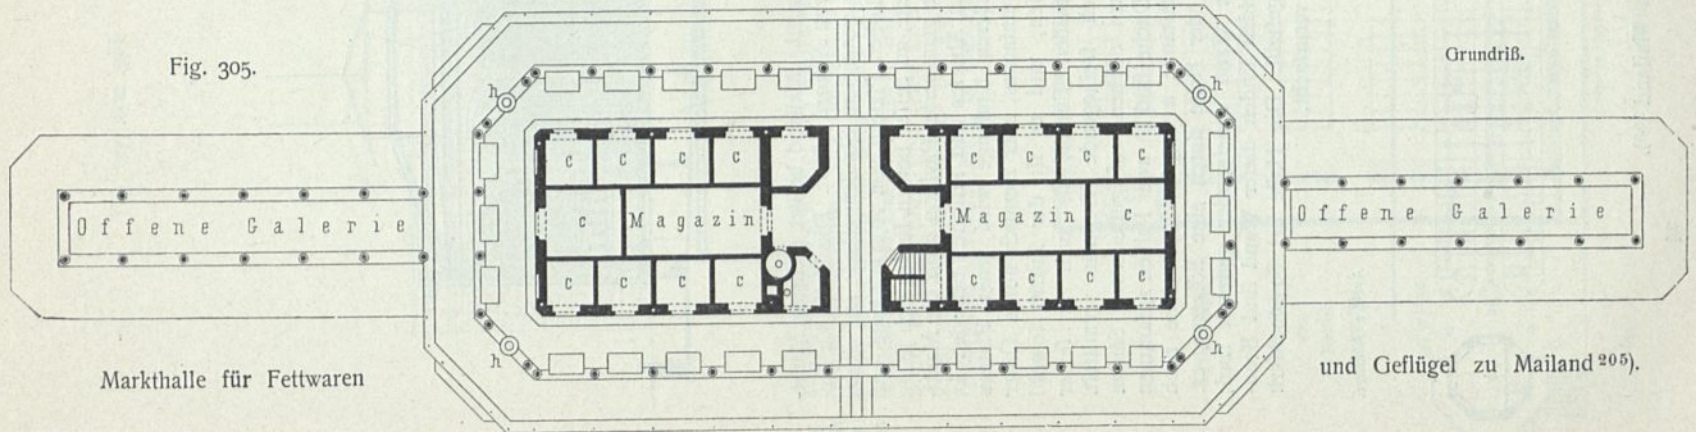 Fig. 305.
Grundriß.
h
h
c c c c
c c c c
Offene Galerie
c
Magazin
Magazin
c
Offene Galerie
c c c c
c c c c
h
h
Markthalle für Fettwaren
und Geflügel zu Mailand 205).